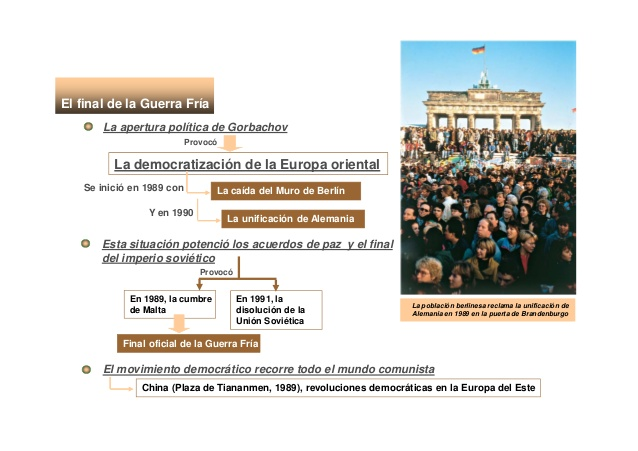 El final de la Guerra Fría
La apertura política de Gorbachov
Provocó
La democratización de la Europa oriental
Se inició en 1989 con
La caída del Muro de Berlín
Y en 1990
La unificación de Alemania
Esta situación potenció los acuerdos de paz y el final
del imperio soviético
Provocó
En 1989, la cumbre
de Malta
En 1991, la
disolución de la
Unión Soviética
Final oficial de la Guerra Fría
La población berlinesa reclama la unificación de
Alemania en 1989 en la puerta de Brandenburgo
El movimiento democrático recorre todo el mundo comunista
China (Plaza de Tiananmen, 1989), revoluciones democráticas en la Europa del Este